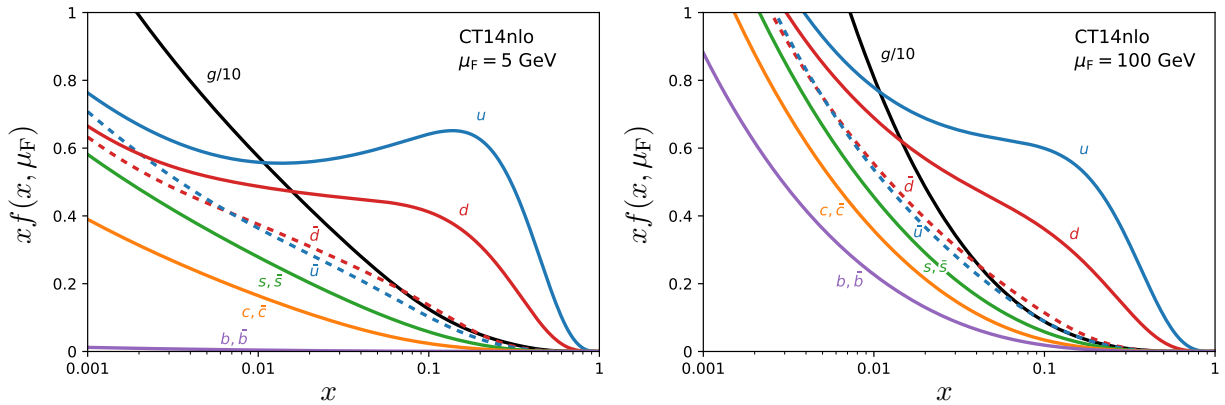 CT14nlo
μF = 5 GeV
g/10
u
d
d̄
ū
s, s̄
c, c̄
b, b̄
1
0.8
0.6
0.4
0.2
0
0.001
0.01
0.1
1
x
x f (x, μF)
CT14nlo
μF = 100 GeV
g/10
u
d
d̄
ū
c, c̄
s, s̄
b, b̄
1
0.8
0.6
0.4
0.2
0
0.001
0.01
0.1
1
x
x f (x, μF)